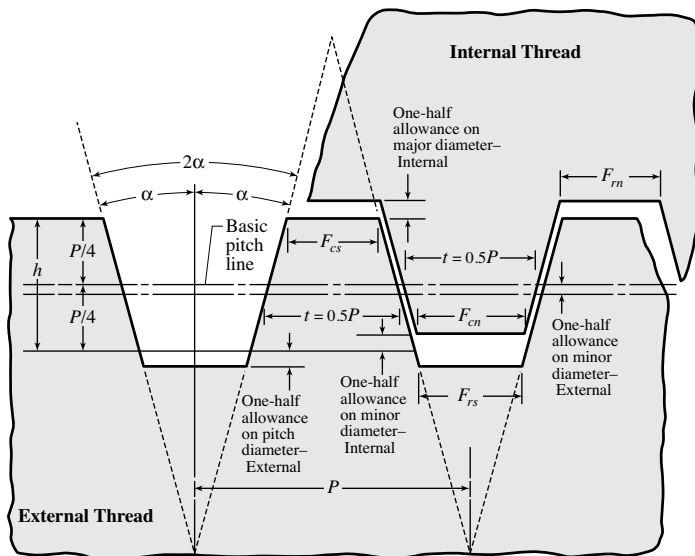 Internal Thread
One-half
allowance on
major diameter–
Internal
2α
α
α
F_rn
Basic
pitch
line
P/4
h
F_cs
t = 0.5P
P/4
t = 0.5P
F_cn
One-half
allowance
on minor
diameter–
External
One-half
allowance
on pitch
diameter–
External
One-half
allowance
on minor
diameter–
Internal
F_rs
P
External Thread